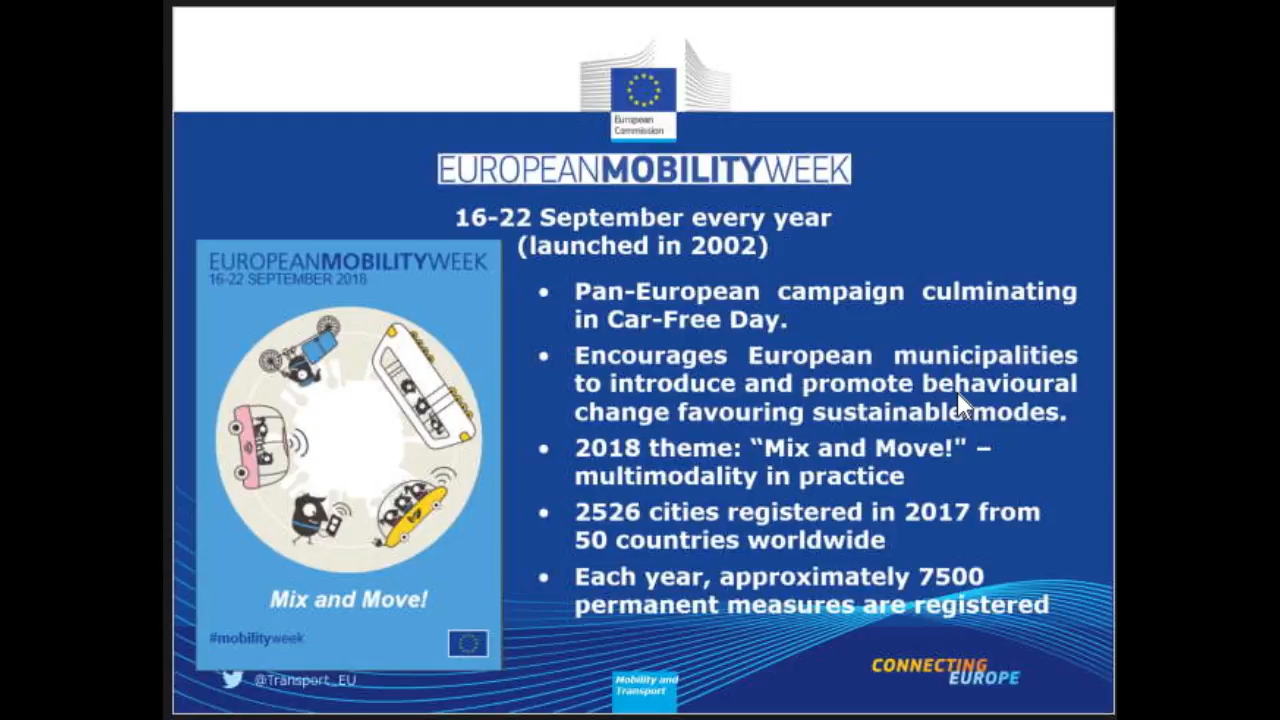 European
Commission
EUROPEANMOBILITYWEEK
16-22 September every year
(launched in 2002)
EUROPEANMOBILITYWEEK
16-22 SEPTEMBER 2018
Mix and Move!
#mobilityweek
• Pan-European campaign culminating
in Car-Free Day.
• Encourages European municipalities
to introduce and promote behavioural
change favouring sustainable modes.
• 2018 theme: “Mix and Move!" –
multimodality in practice
• 2526 cities registered in 2017 from
50 countries worldwide
• Each year, approximately 7500
permanent measures are registered
@Transport_EU
Mobility and
Transport
CONNECTING
EUROPE